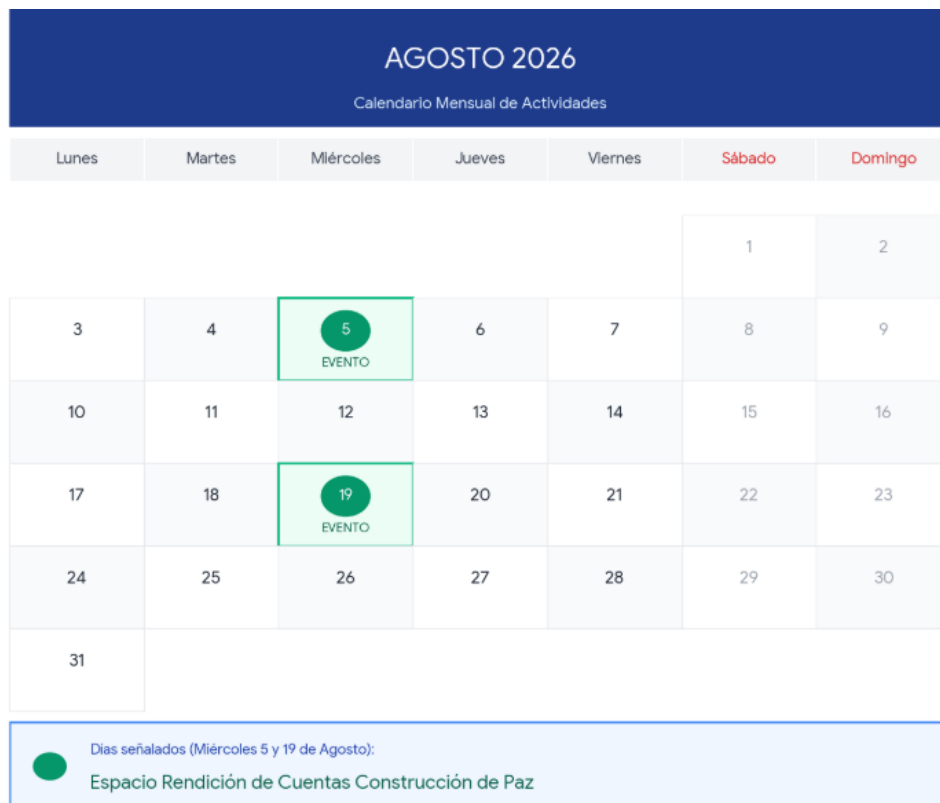 AGOSTO 2026
Calendario Mensual de Actividades
Lunes Martes Miércoles Jueves Viernes Sábado Domingo
1 2
3 4 5 6 7 8 9
EVENTO
10 11 12 13 14 15 16
17 18 19 20 21 22 23
EVENTO
24 25 26 27 28 29 30
31
Días señalados (Miércoles 5 y 19 de Agosto):
Espacio Rendición de Cuentas Construcción de Paz